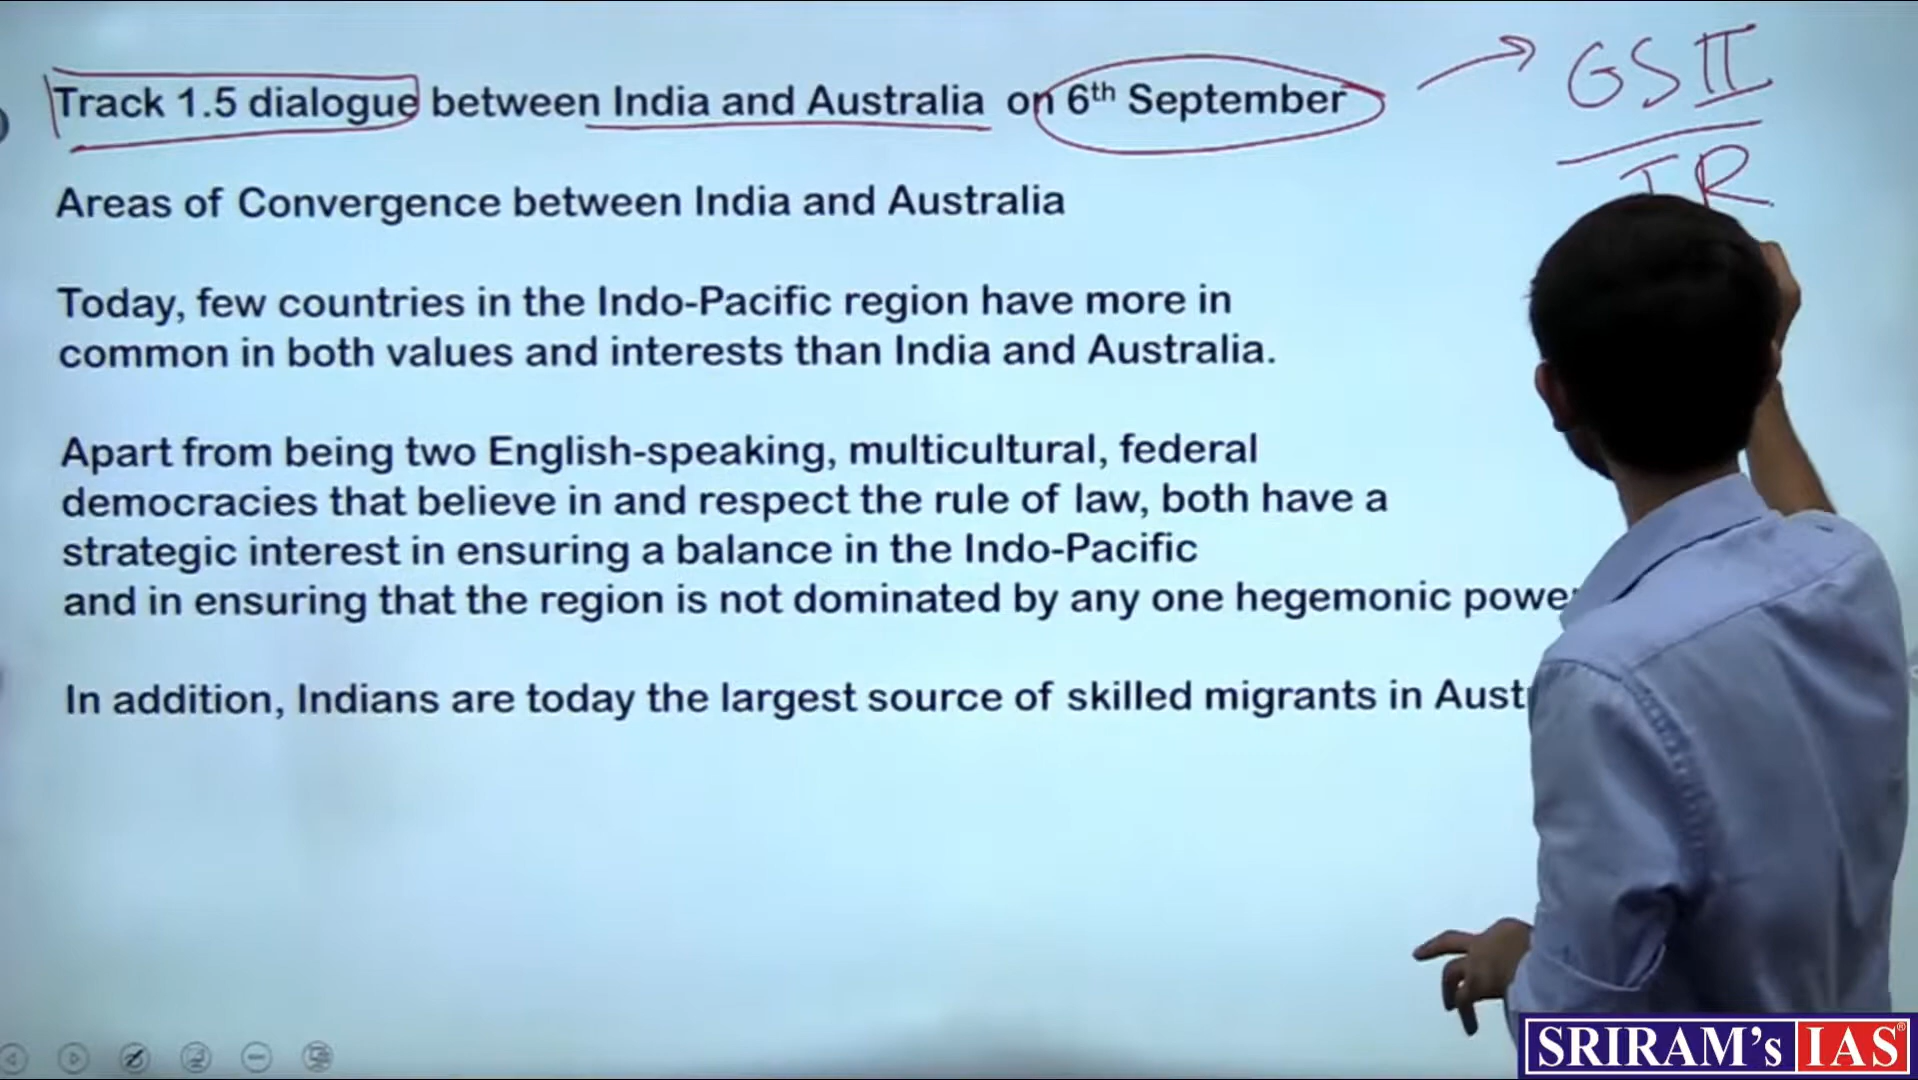 Track 1.5 dialogue between India and Australia on 6th September
GS II
IR
Areas of Convergence between India and Australia
Today, few countries in the Indo-Pacific region have more in
common in both values and interests than India and Australia.
Apart from being two English-speaking, multicultural, federal
democracies that believe in and respect the rule of law, both have a
strategic interest in ensuring a balance in the Indo-Pacific
and in ensuring that the region is not dominated by any one hegemonic power
In addition, Indians are today the largest source of skilled migrants in Aust
SRIRAM's IAS®